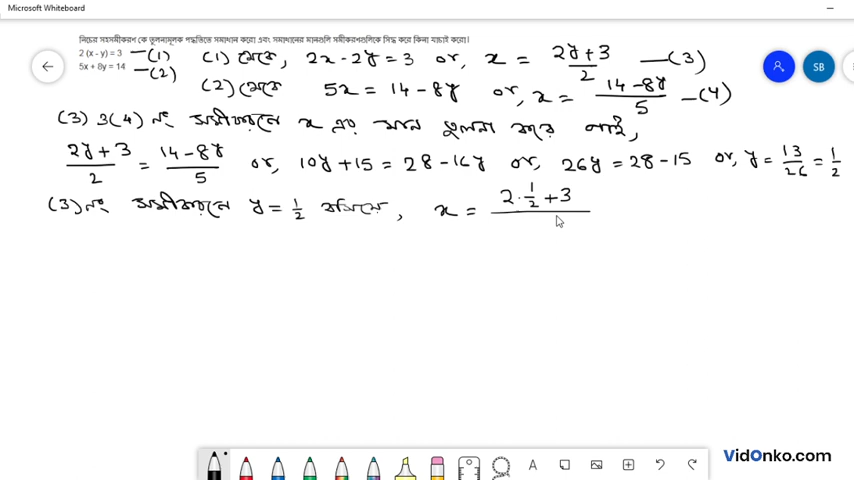 Microsoft Whiteboard
নিচের সহসমীকরণ কে তুলনামূলক পদ্ধতিতে সমাধান করো এবং সমাধানের মানগুলি সমীকরণগুলিকে সিদ্ধ করে কিনা যাচাই করো।
2 (x - y) = 3 —(1)
5x + 8y = 14 —(2)
(1) থেকে, 2x - 2y = 3 or, x = (2y + 3)/2 —(3)
(2) থেকে 5x = 14 - 8y or, x = (14 - 8y)/5 —(4)
(3) ও (4) নং সমীকরণে x এর মান তুলনা করে পাই,
(2y + 3)/2 = (14 - 8y)/5 or, 10y + 15 = 28 - 16y or, 26y = 28 - 15 or, y = 13/26 = 1/2
(3) নং সমীকরণে y = 1/2 বসিয়ে, x = 2 · 1/2 + 3
SB
VidOnko.com